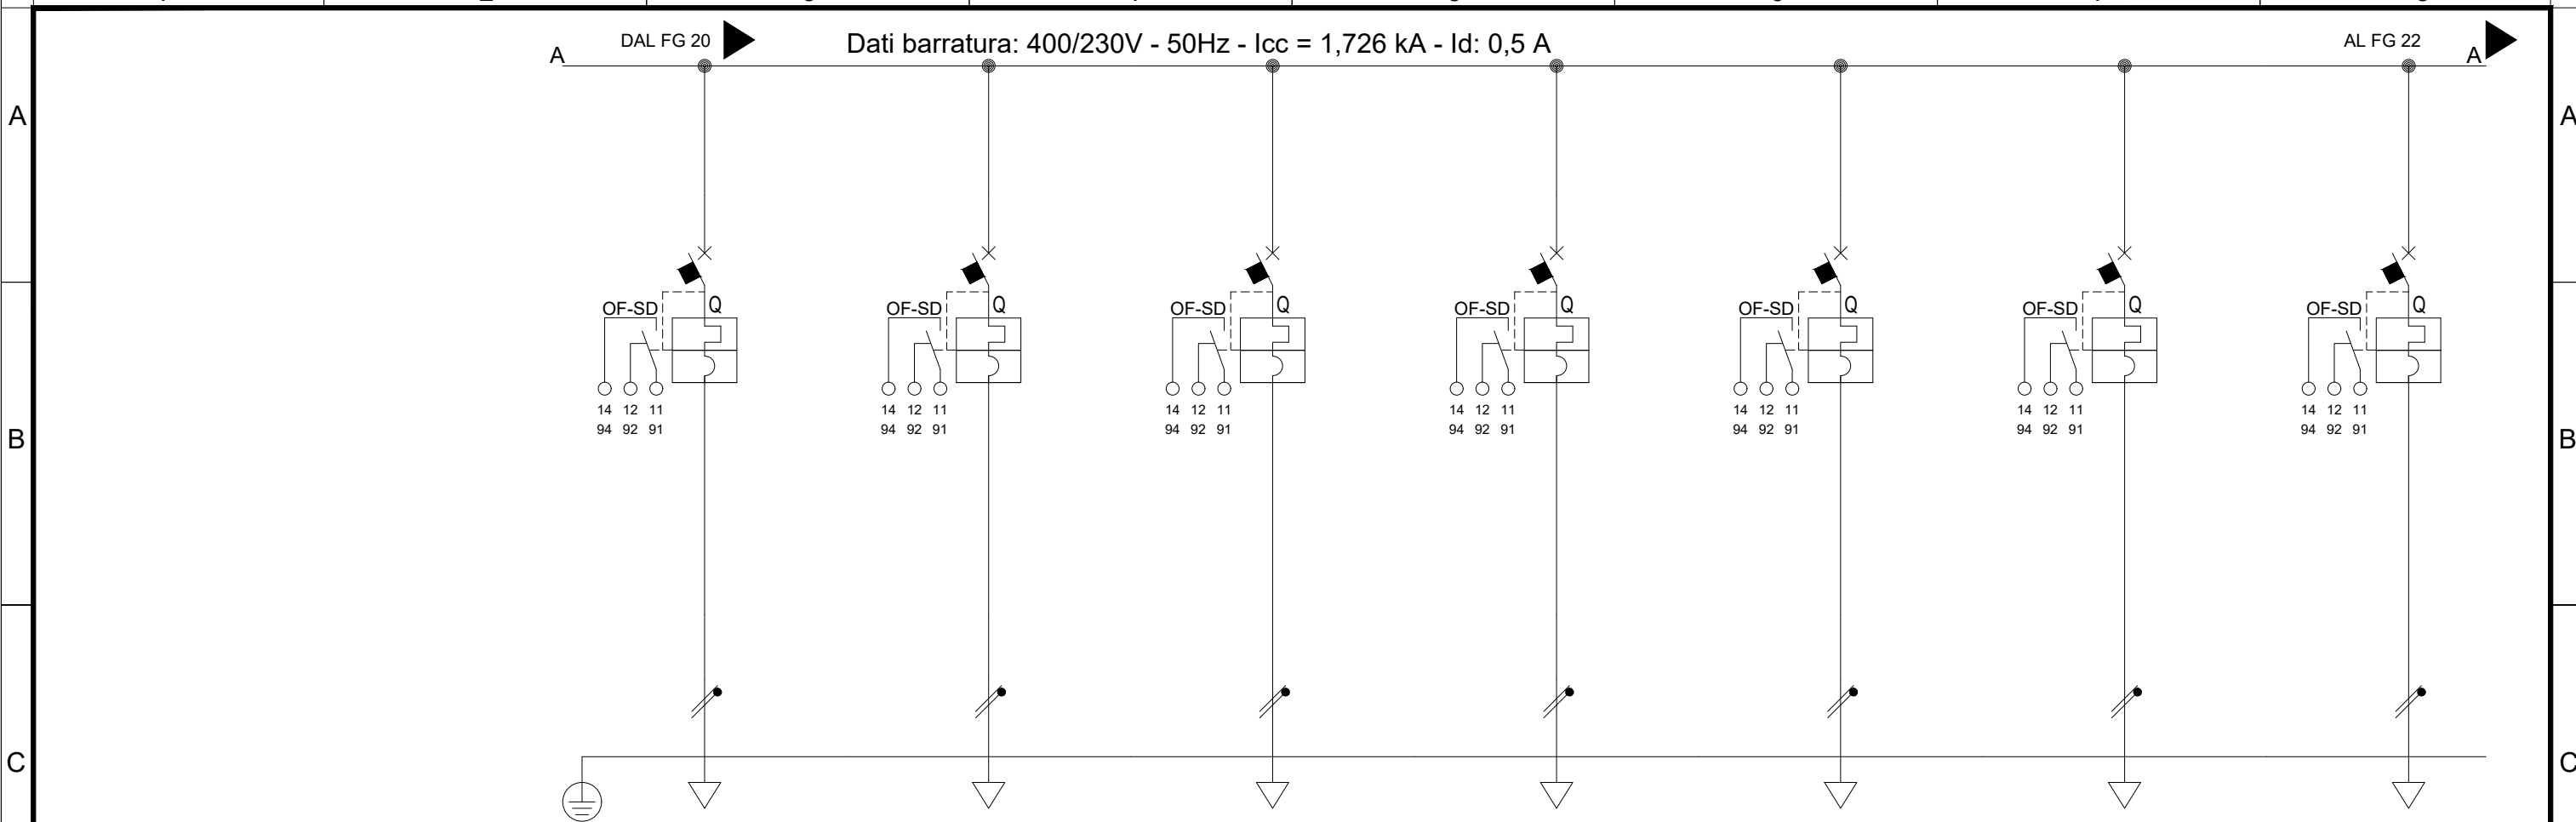 DAL FG 20 Dati barratura: 400/230V - 50Hz - Icc = 1,726 kA - Id: 0,5 A AL FG 22
A A
A A
OF-SD Q OF-SD Q OF-SD Q OF-SD Q OF-SD Q OF-SD Q OF-SD Q
14 12 11 14 12 11 14 12 11 14 12 11 14 12 11 14 12 11 14 12 11
94 92 91 94 92 91 94 92 91 94 92 91 94 92 91 94 92 91 94 92 91
B B
C C